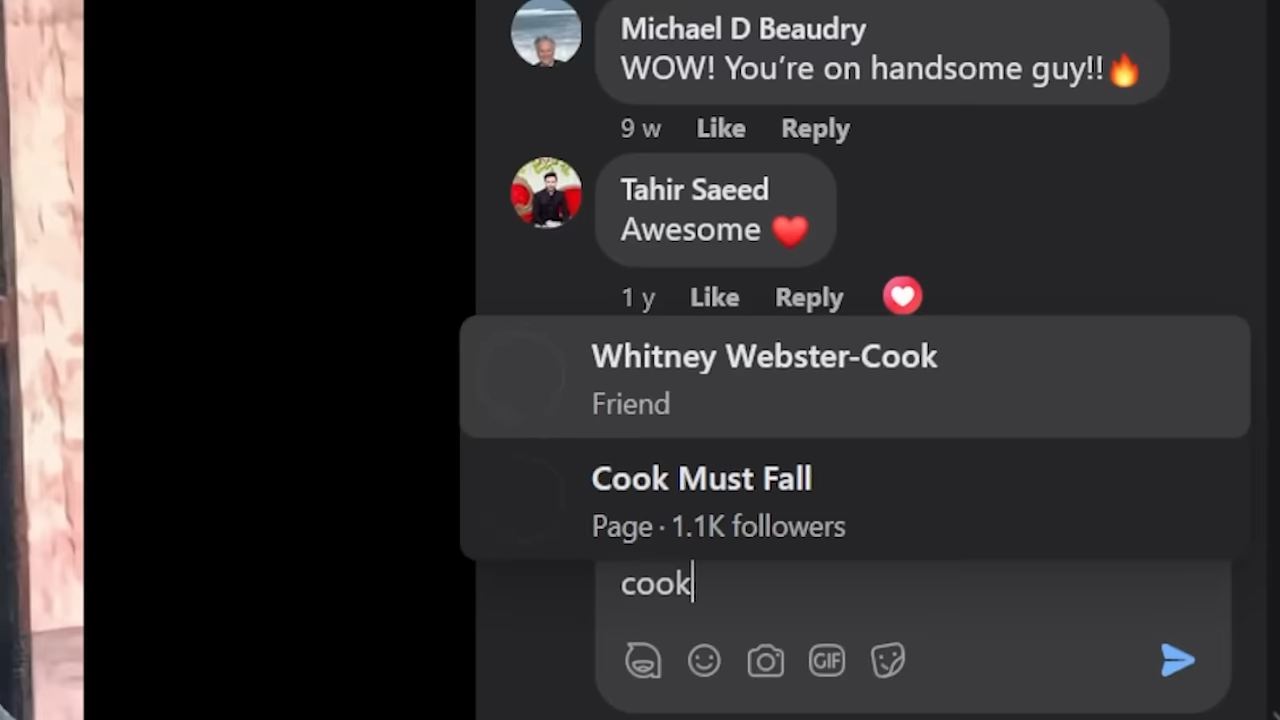 Michael D Beaudry
WOW! You’re on handsome guy!!🔥
9 w Like Reply
Tahir Saeed
Awesome ❤️
1 y Like Reply
Whitney Webster-Cook
Friend
Cook Must Fall
Page · 1.1K followers
cook
GIF